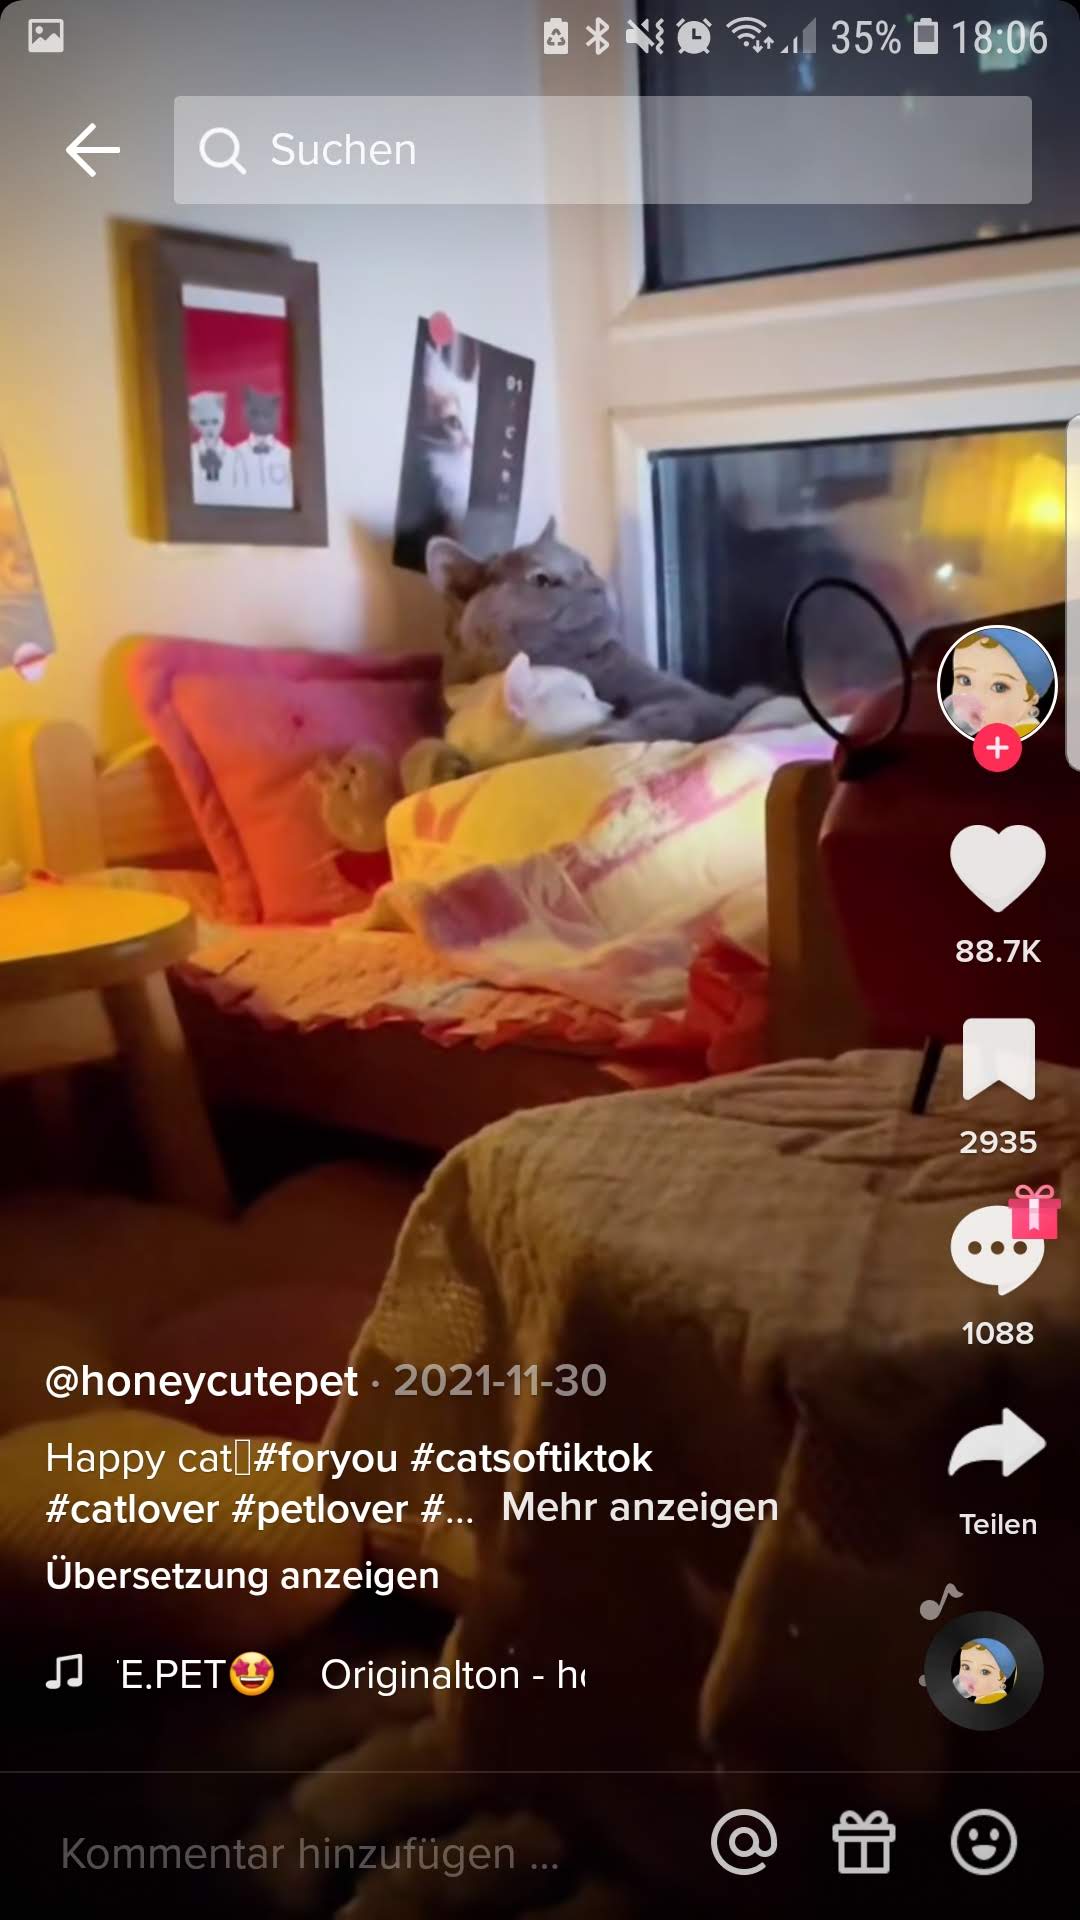 35% 18:06
Suchen
01
@honeycutepet · 2021-11-30
Happy cat▯#foryou #catsoftiktok
#catlover #petlover #... Mehr anzeigen
Übersetzung anzeigen
E.PET🤩 Originalton - h
88.7K
2935
1088
Teilen
Kommentar hinzufügen ...